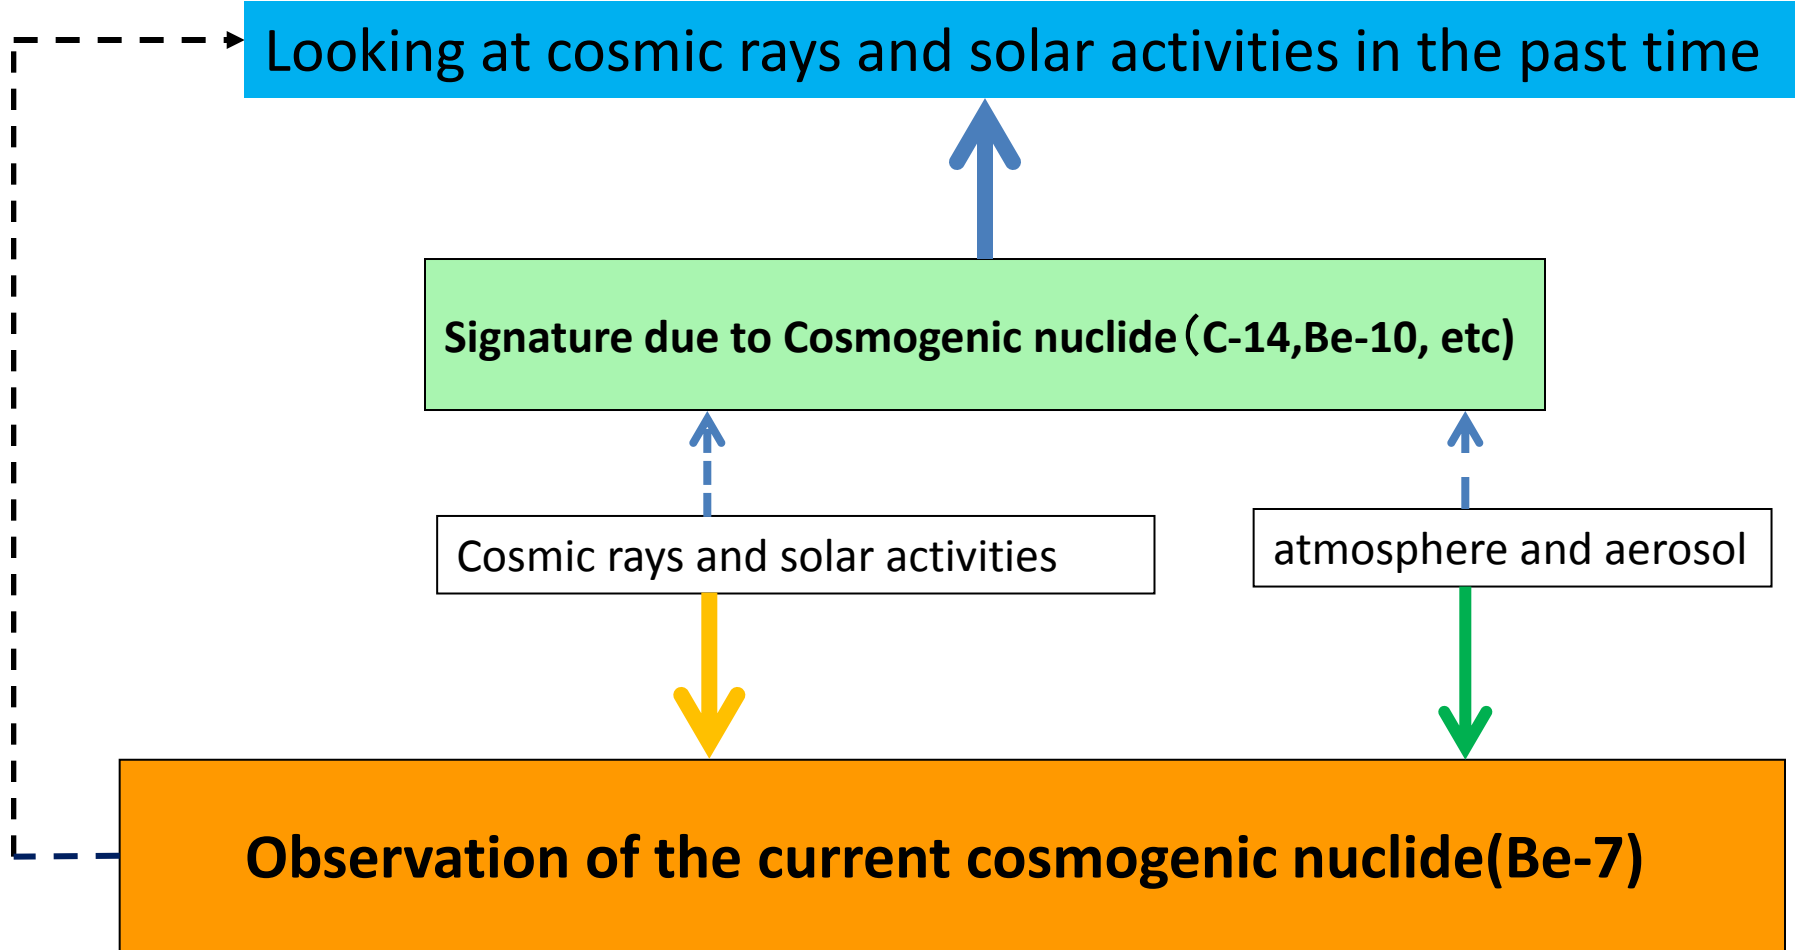 Looking at cosmic rays and solar activities in the past time
Signature due to Cosmogenic nuclide（C-14,Be-10, etc)
Cosmic rays and solar activities
atmosphere and aerosol
Observation of the current cosmogenic nuclide(Be-7)